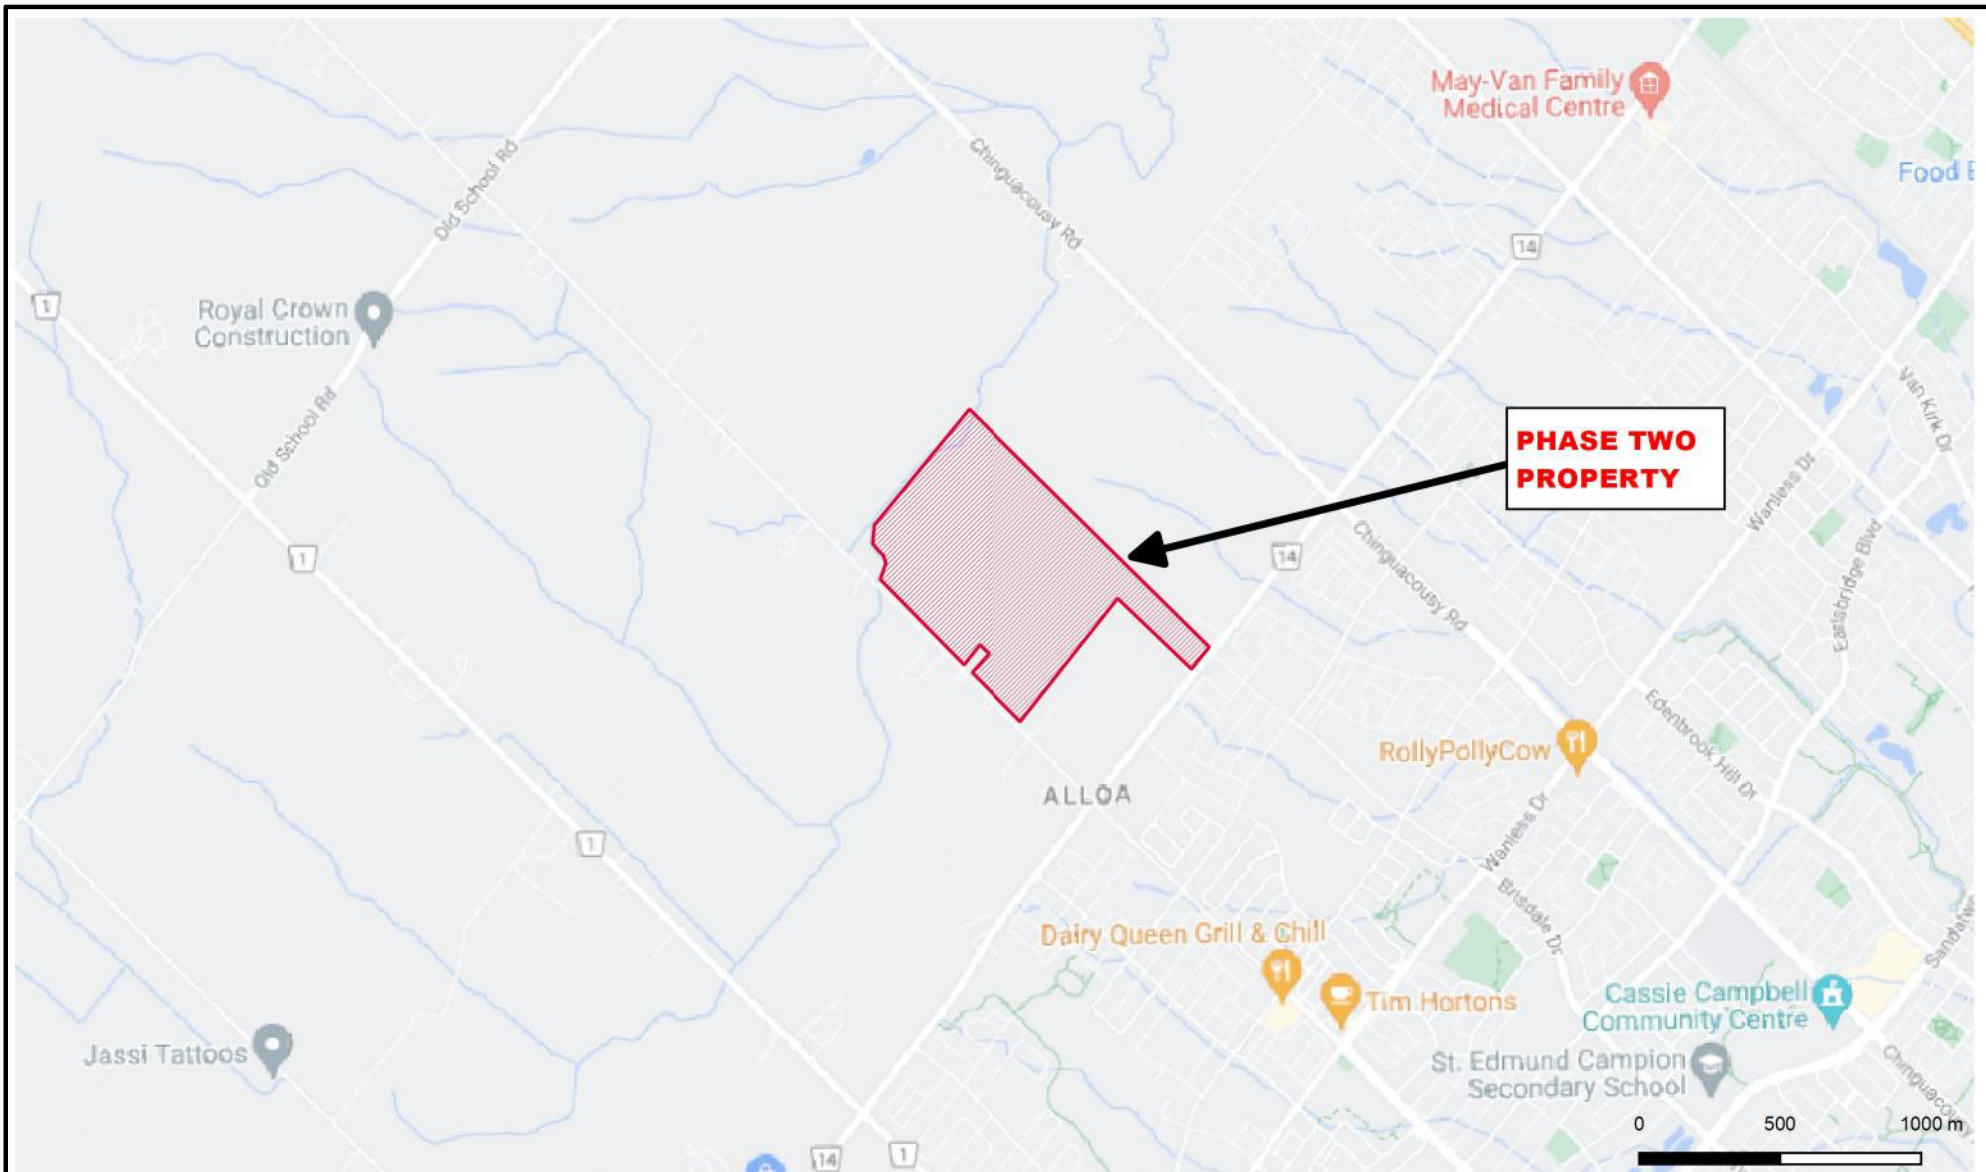 May-Van Family
Medical Centre
Old School Rd
Chinguacousy Rd
14
1
Royal Crown
Construction
Old School Rd
Van Kirk Dr
PHASE TWO
PROPERTY
Wanless Dr
1
14
Chinguacousy Rd
Earlsbridge Blvd
Edenbrook Hill Dr
RollyPollyCow
ALLOA
1
Wanless Dr
Brisdale Dr
Dairy Queen Grill & Chill
Tim Hortons
Cassie Campbell
Community Centre
Jassi Tattoos
St. Edmund Campion
Secondary School
0 500 1000 m
14
1